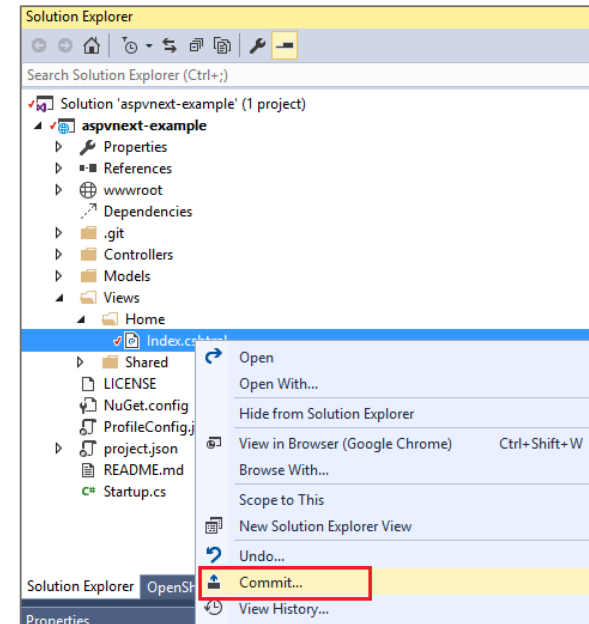 Solution Explorer
Search Solution Explorer (Ctrl+;)
Solution 'aspvnext-example' (1 project)
aspvnext-example
Properties
References
wwwroot
Dependencies
.git
Controllers
Models
Views
Home
Shared
LICENSE
NuGet.config
ProfileConfig.j
project.json
README.md
C# Startup.cs
Open
Open With...
Hide from Solution Explorer
View in Browser (Google Chrome) Ctrl+Shift+W
Browse With...
Scope to This
New Solution Explorer View
Undo...
Commit...
View History...
Solution Explorer OpenSh
Properties